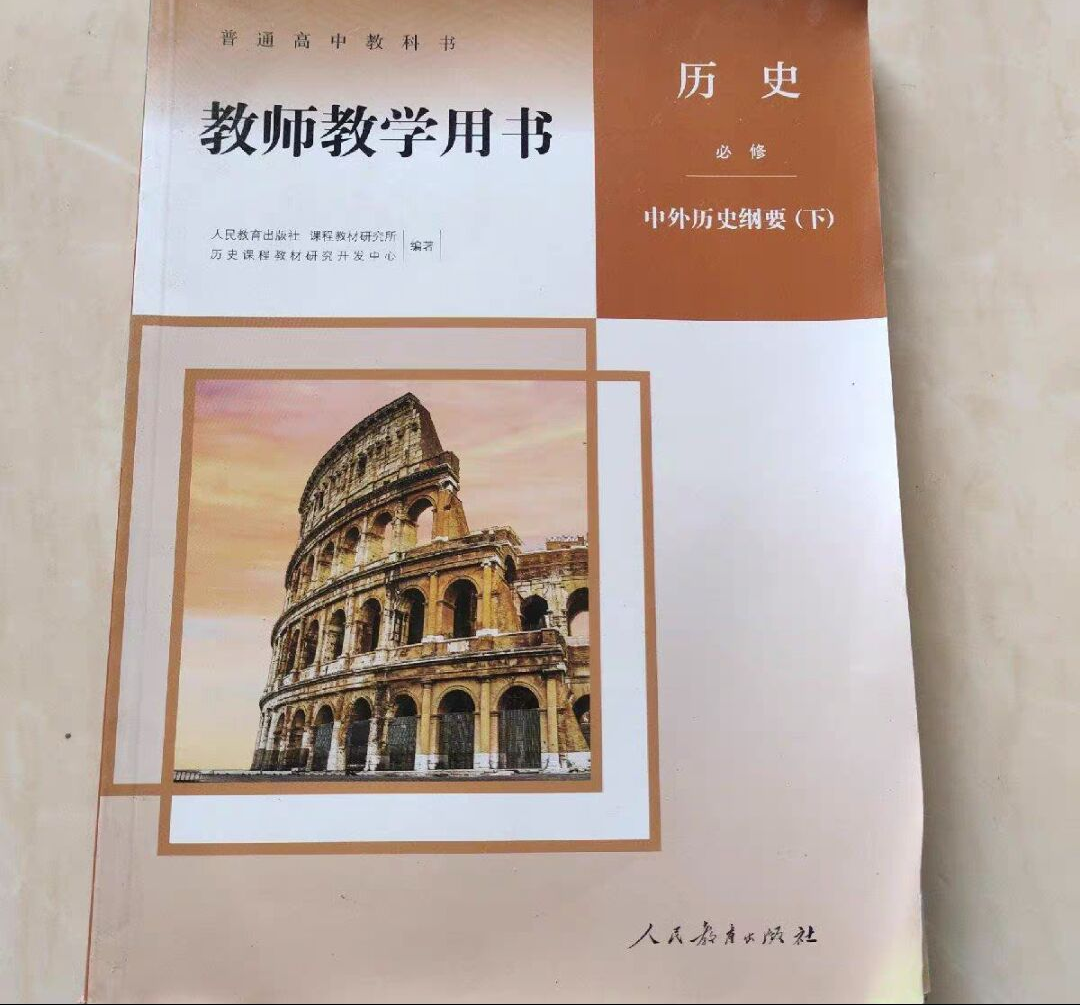 普通高中教科书
教师教学用书
人民教育出版社 课程教材研究所
历史课程教材研究开发中心
编著
历史
必修
中外历史纲要（下）
人民教育出版社